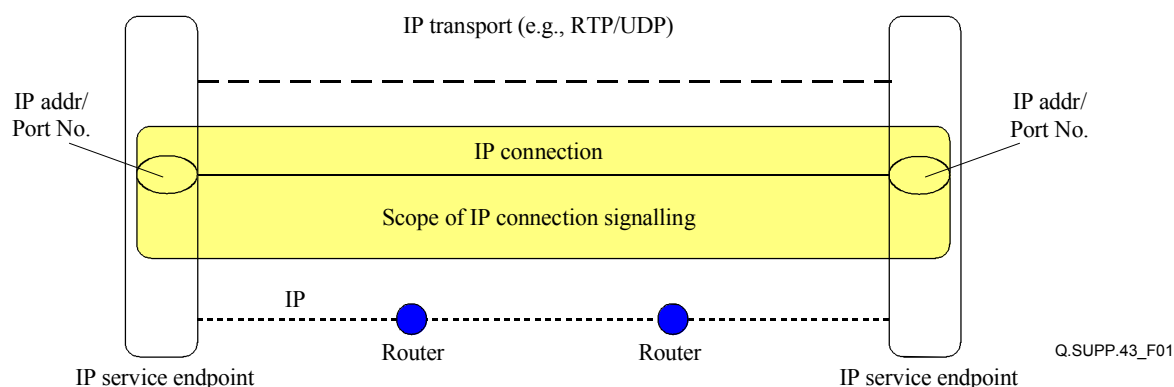 IP transport (e.g., RTP/UDP)
IP addr/
Port No.
IP addr/
Port No.
IP connection
Scope of IP connection signalling
IP
Router
Router
Q.SUPP.43_F01
IP service endpoint
IP service endpoint